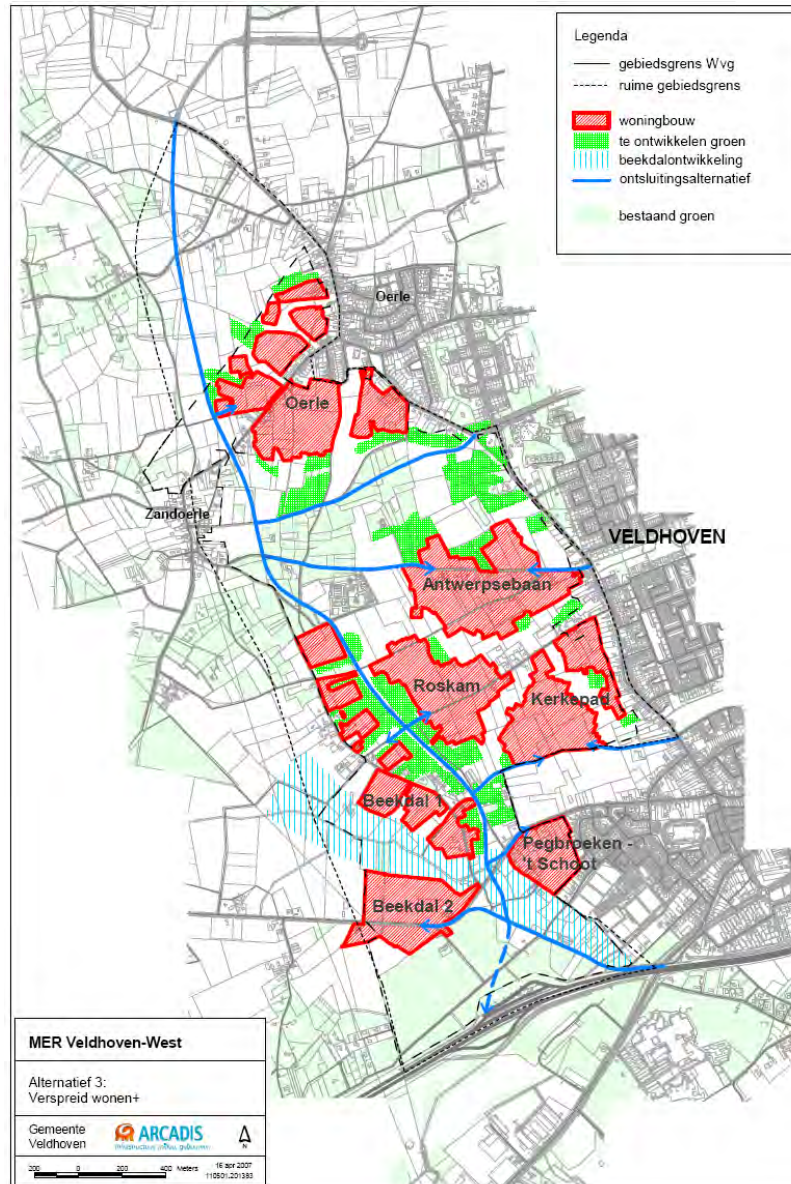 Legenda
gebiedsgrens Wvg
ruime gebiedsgrens
woningbouw
te ontwikkelen groen
beekdalontwikkeling
ontsluitingsalternatief
bestaand groen
Oerle
Oerle
Zandoerle
VELDHOVEN
Antwerpsebaan
Roskam
Kerkepad
Beekdal 1
Pegbroeken -
't Schoot
Beekdal 2
MER Veldhoven-West
Alternatief 3:
Verspreid wonen+
Gemeente
Veldhoven
ARCADIS
N
200 0 200 400 Meters
16 apr 2007